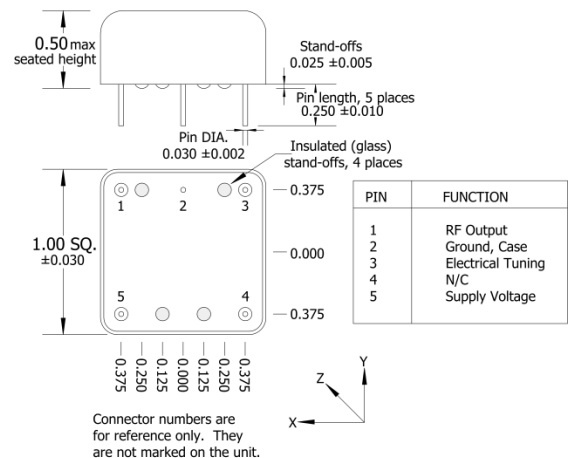 0.50 max
seated height
Stand-offs
0.025 ±0.005
Pin length, 5 places
0.250 ±0.010
Pin DIA.
0.030 ±0.002
Insulated (glass)
stand-offs, 4 places
1 2 3
0.375
1.00 SQ.
±0.030
0.000
5 4
0.375
0.375
0.250
0.125
0.000
0.125
0.250
0.375
PIN FUNCTION
1 RF Output
2 Ground, Case
3 Electrical Tuning
4 N/C
5 Supply Voltage
Y
Z
X
Connector numbers are
for reference only. They
are not marked on the unit.